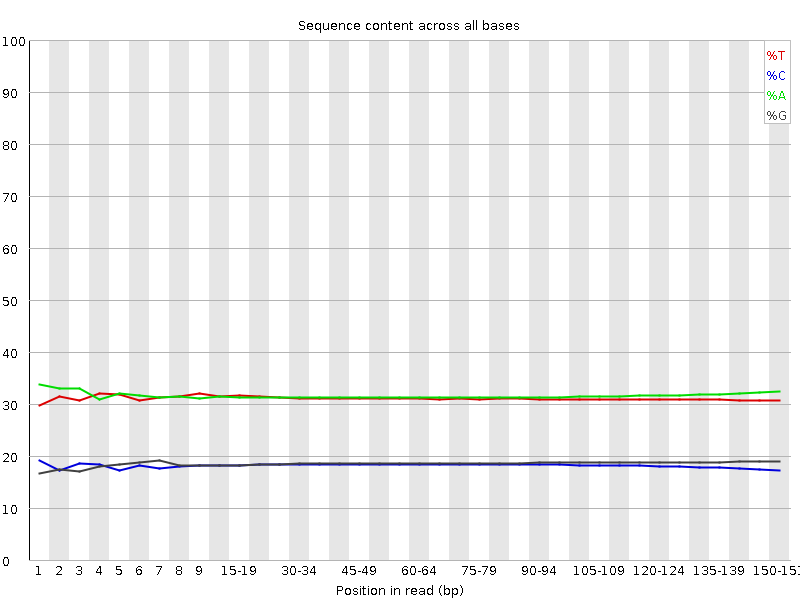 Sequence content across all bases
100
90
80
70
60
50
40
30
20
10
0
%T
%C
%A
%G
1 2 3 4 5 6 7 8 9 15-19 30-34 45-49 60-64 75-79 90-94 105-109 120-124 135-139 150-151
Position in read (bp)